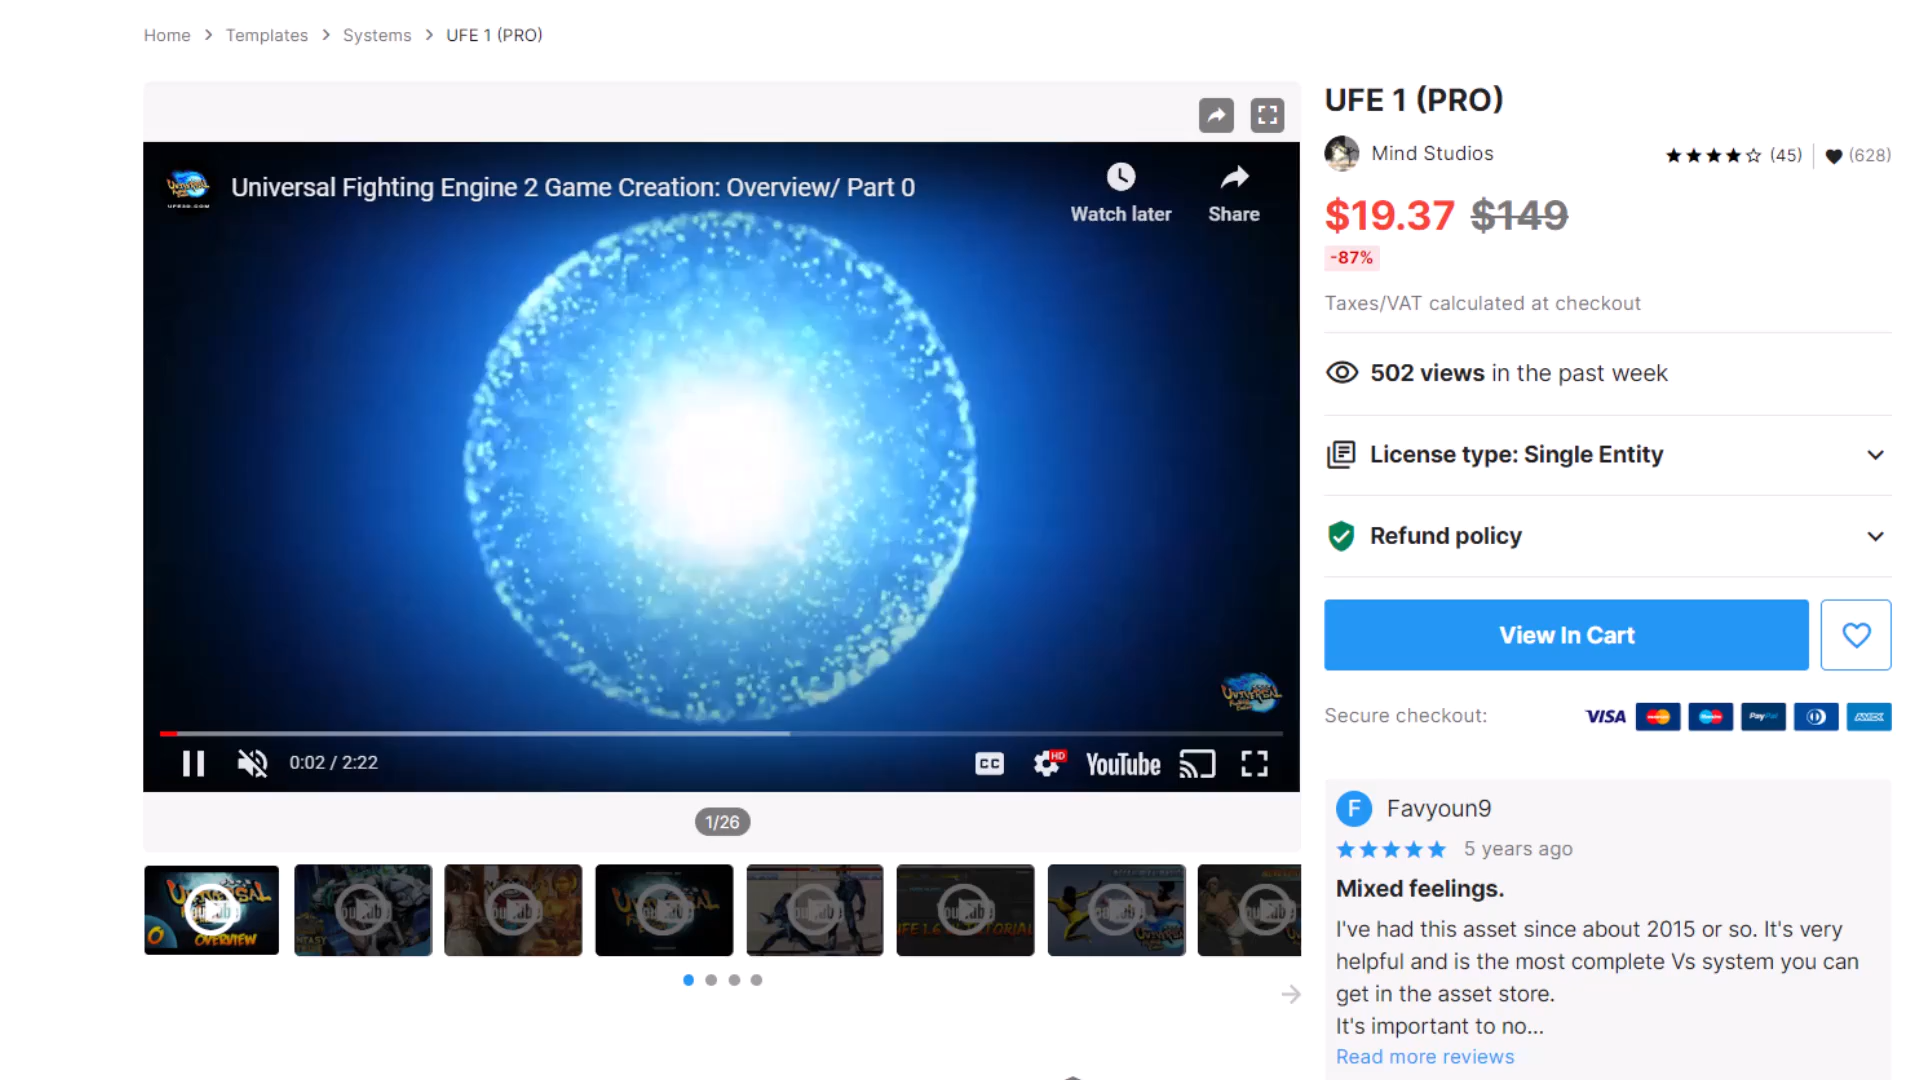 Home > Templates > Systems > UFE 1 (PRO)
Universal Fighting Engine 2 Game Creation: Overview/ Part 0
Watch later
Share
0:02 / 2:22
CC
HD
YouTube
1/26
OVERVIEW
UFE 1 (PRO)
Mind Studios
(45)
(628)
$19.37 $149
-87%
Taxes/VAT calculated at checkout
502 views in the past week
License type: Single Entity
Refund policy
View In Cart
Secure checkout:
VISA
PayPal
AMEX
F
Favyoun9
5 years ago
Mixed feelings.
I've had this asset since about 2015 or so. It's very
helpful and is the most complete Vs system you can
get in the asset store.
It's important to no...
Read more reviews